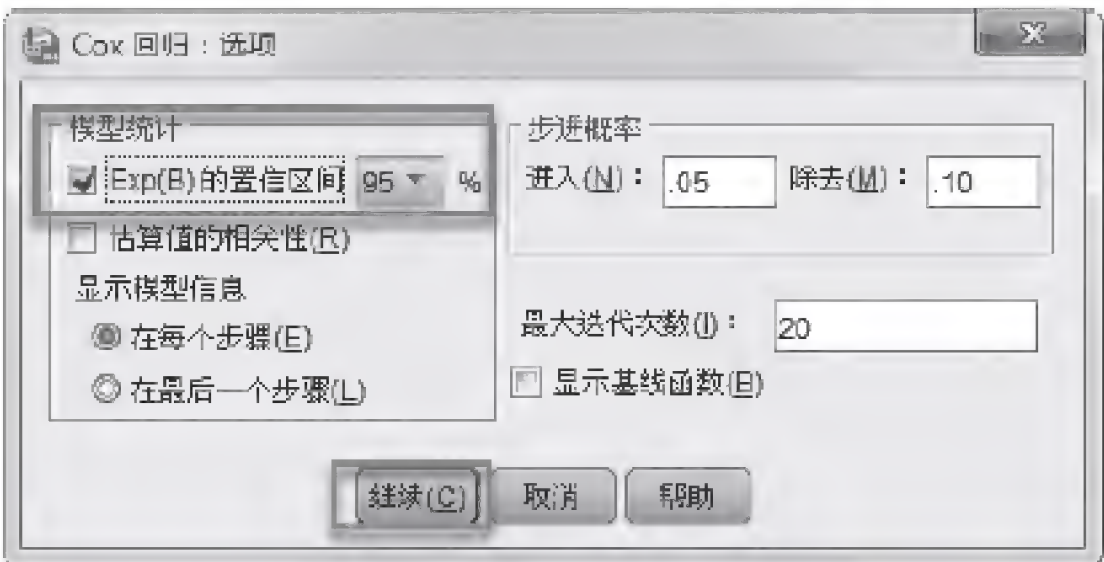 Cox 回归：选项
模型统计
Exp(B)的置信区间 95 %
估算值的相关性(R)
显示模型信息
在每个步骤(E)
在最后一个步骤(L)
步进概率
进入(N)： .05 除去(M)： .10
最大迭代次数(I)： 20
显示基线函数(B)
继续(C) 取消 帮助